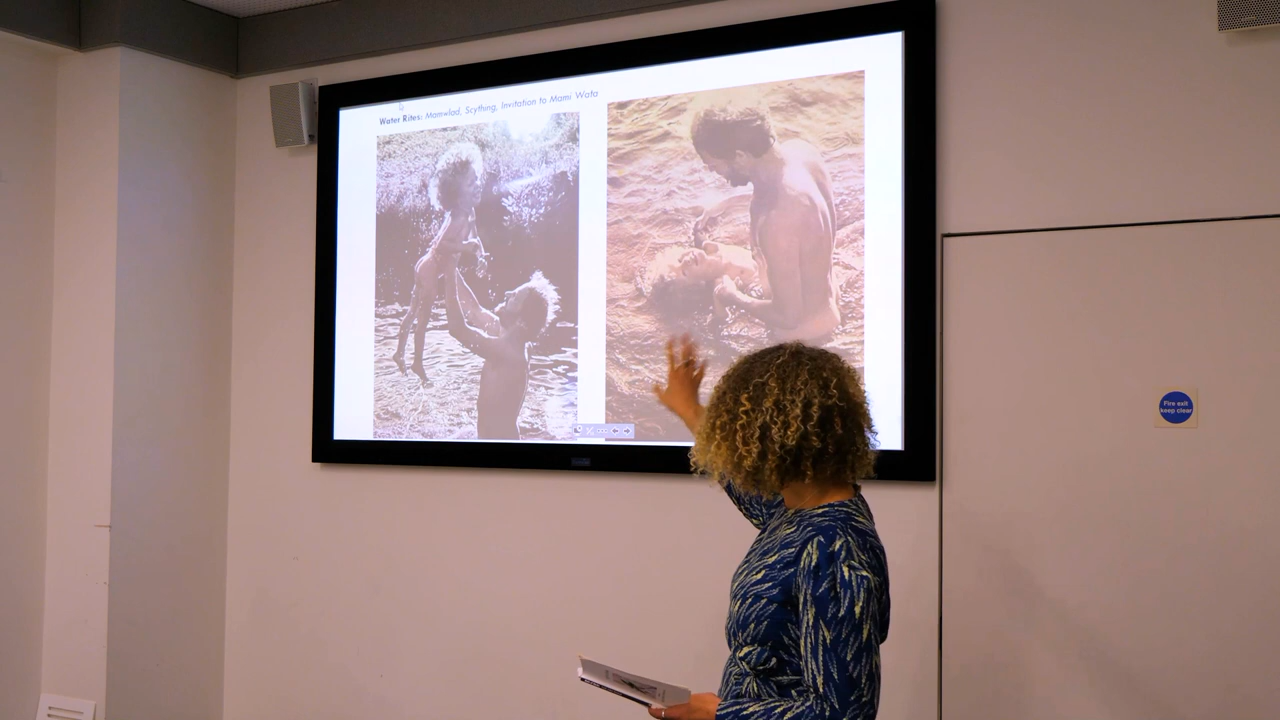 Water Rites: Mamwlad, Scything, Invitation to Mami Wata
Fire exit
keep clear